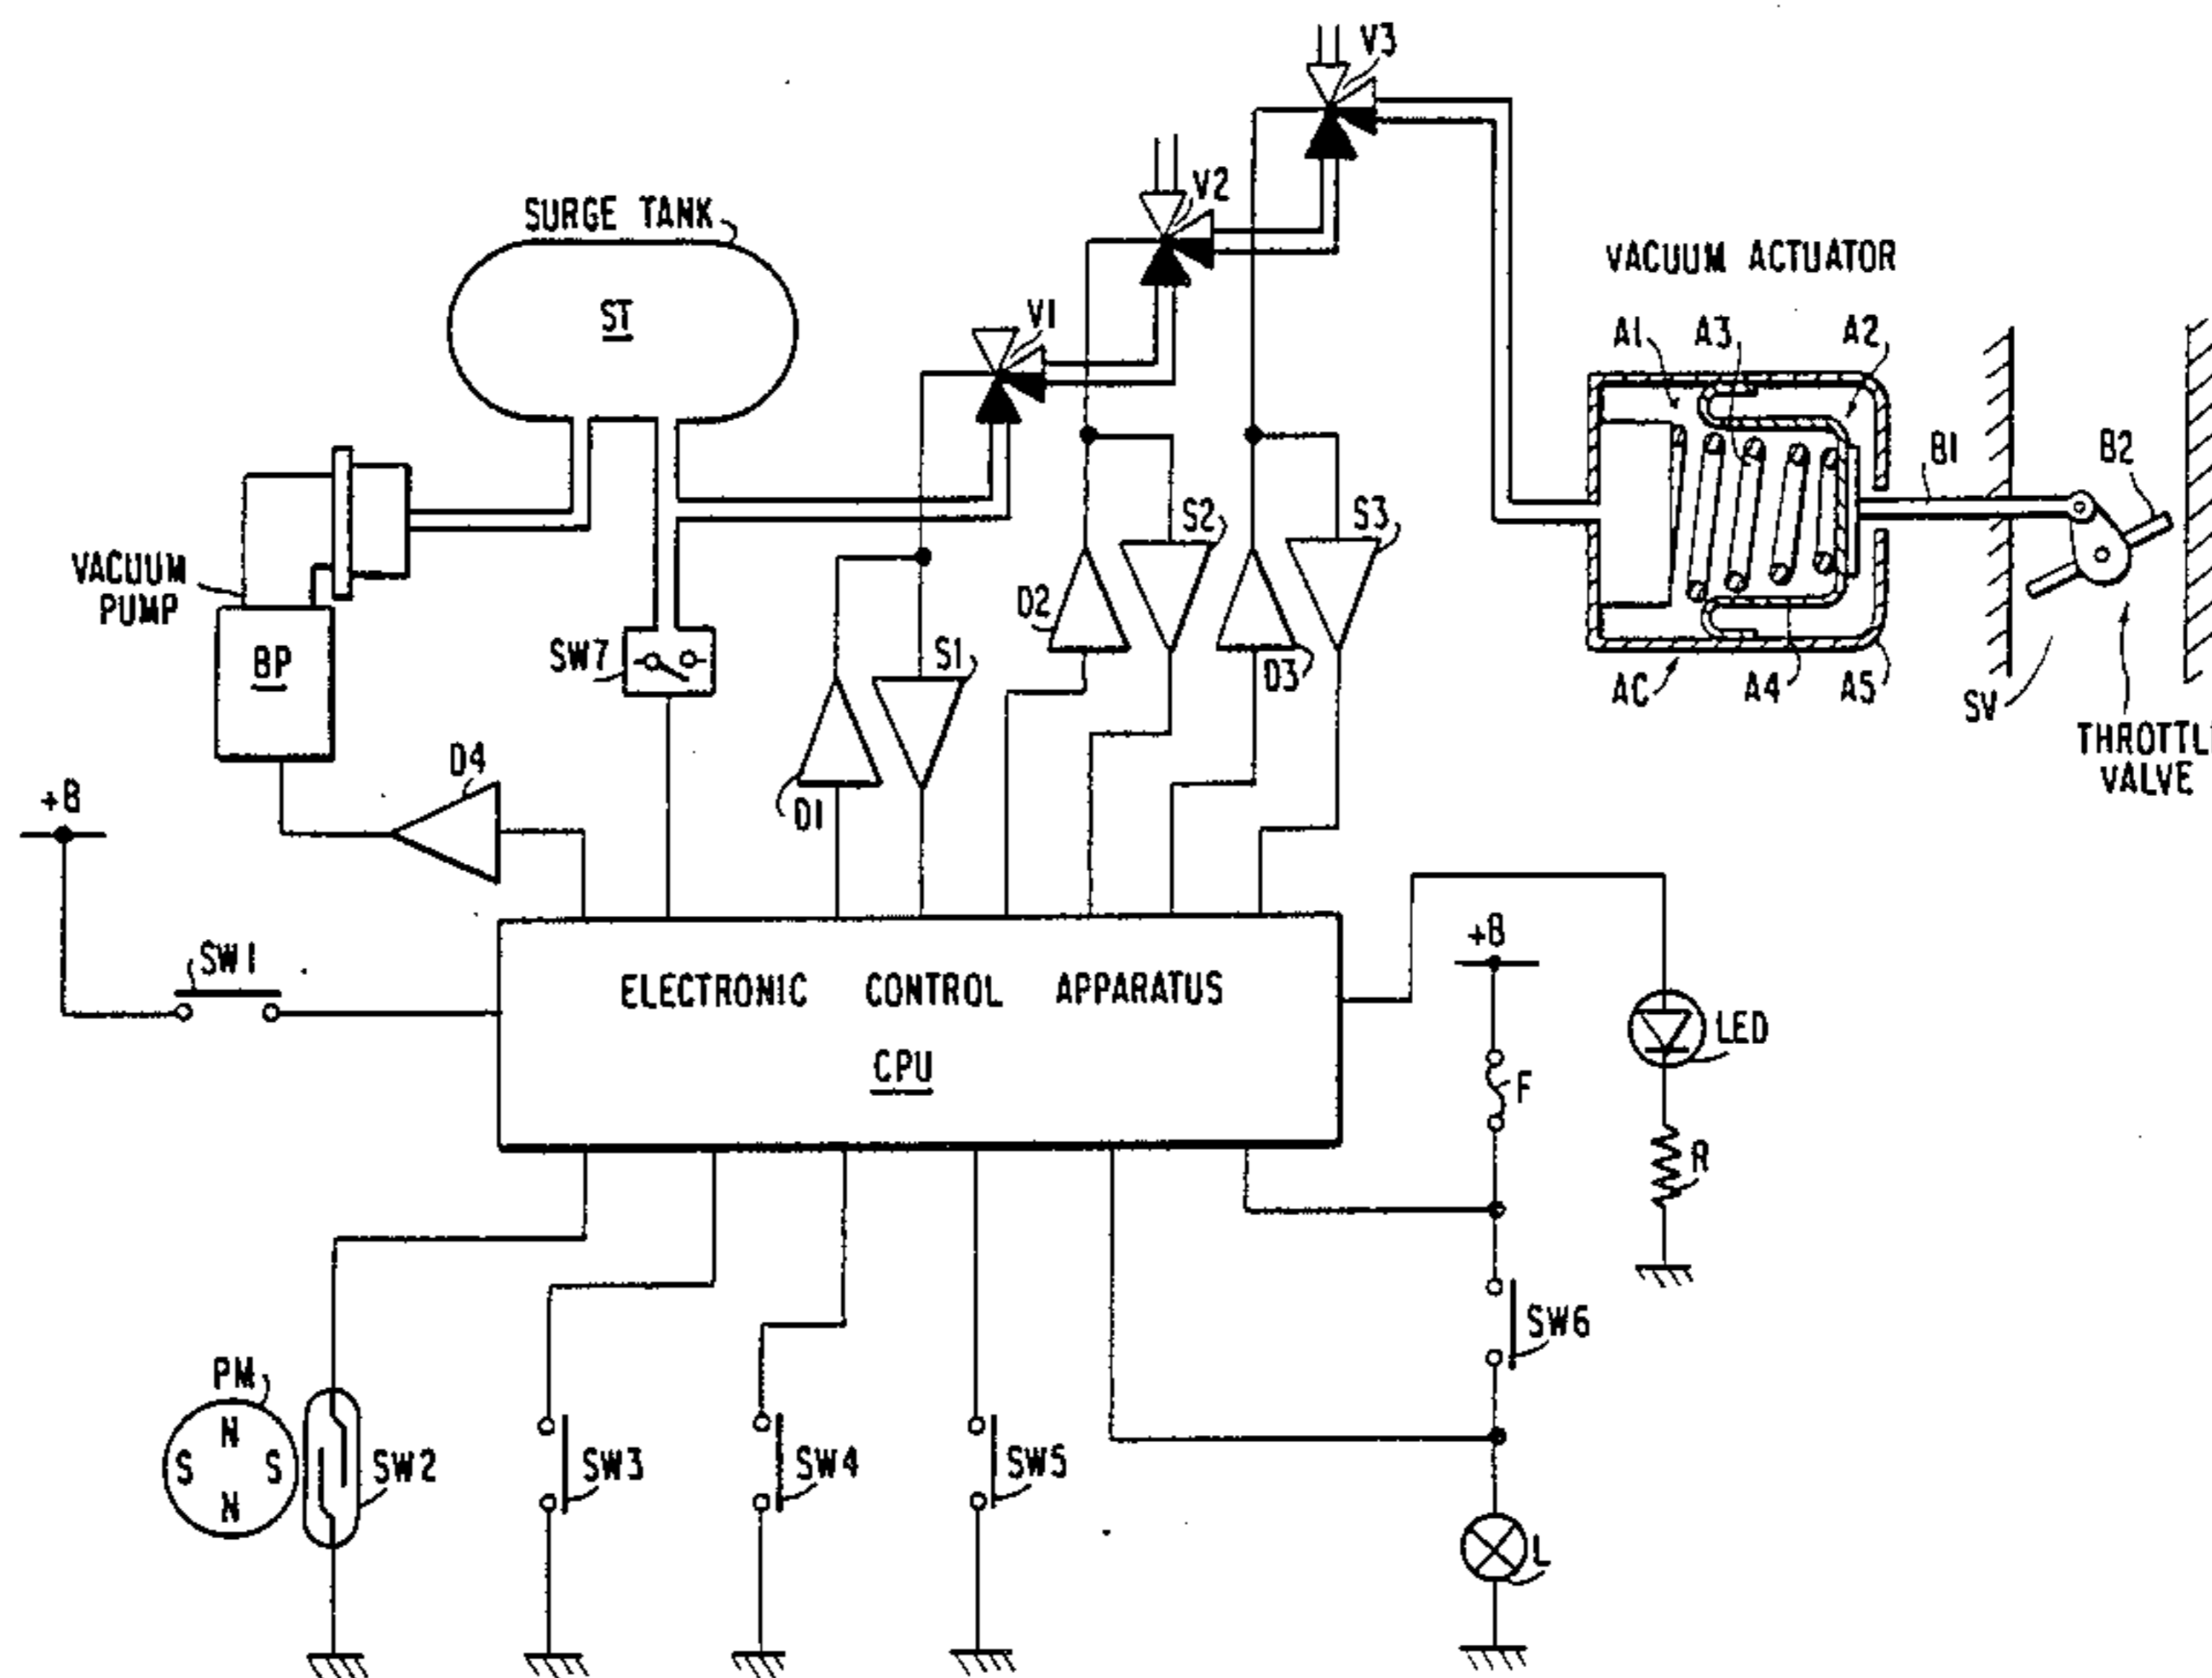 V3
V2
SURGE TANK
VACUUM ACTUATOR
ST
V1
A1
A3
A2
B1
B2
VACUUM
PUMP
S2
S3
D2
BP
SW7
S1
D3
AC
A4
A5
SV
THROTTL
VALVE
D4
D1
+B
SW1
ELECTRONIC CONTROL APPARATUS
CPU
+B
LED
F
R
SW6
PM
N
S S
N
SW2
SW3
SW4
SW5
L